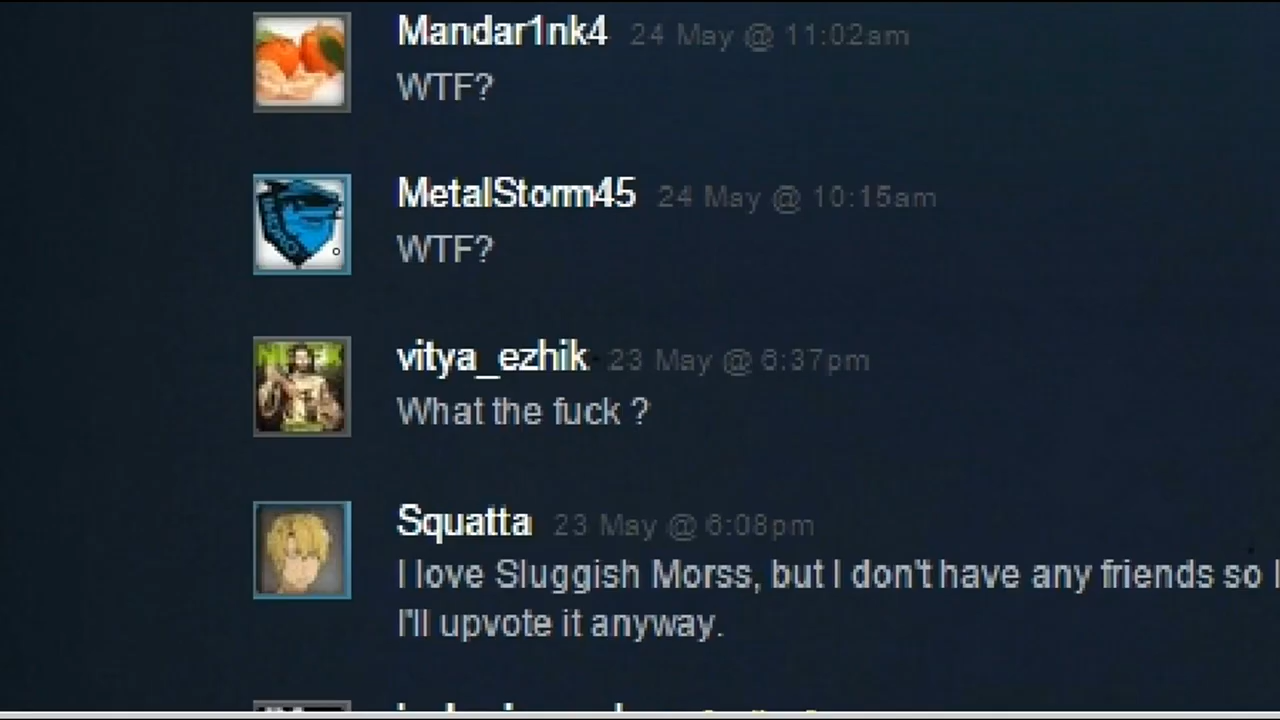 Mandar1nk4 24 May @ 11:02am
WTF?
MetalStorm45 24 May @ 10:15am
WTF?
vitya_ezhik 23 May @ 6:37pm
What the fuck ?
Squatta 23 May @ 6:08pm
I love Sluggish Morss, but I don't have any friends so
I'll upvote it anyway.